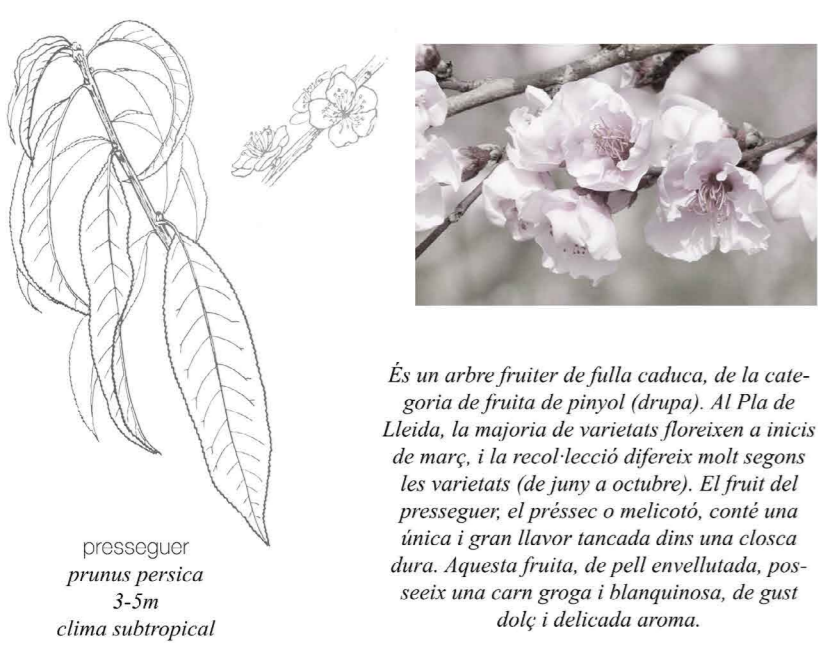 presseguer
prunus persica
3-5m
clima subtropical
És un arbre fruiter de fulla caduca, de la cate-
goria de fruita de pinyol (drupa). Al Pla de
Lleida, la majoria de varietats floreixen a inicis
de març, i la recol·lecció difereix molt segons
les varietats (de juny a octubre). El fruit del
presseguer, el préssec o melicotó, conté una
única i gran llavor tancada dins una closca
dura. Aquesta fruita, de pell envellutada, pos-
seeix una carn groga i blanquinosa, de gust
dolç i delicada aroma.